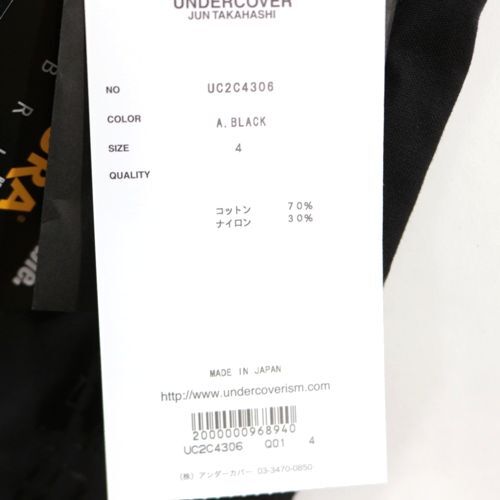 UNDERCOVER
JUN TAKAHASHI
NO UC2C4306
COLOR A.BLACK
SIZE 4
QUALITY
コットン 70%
ナイロン 30%
MADE IN JAPAN
http://www.undercoverism.com
2000000968940
UC2C4306 Q01 4
(株) アンダーカバー 03-3470-0850